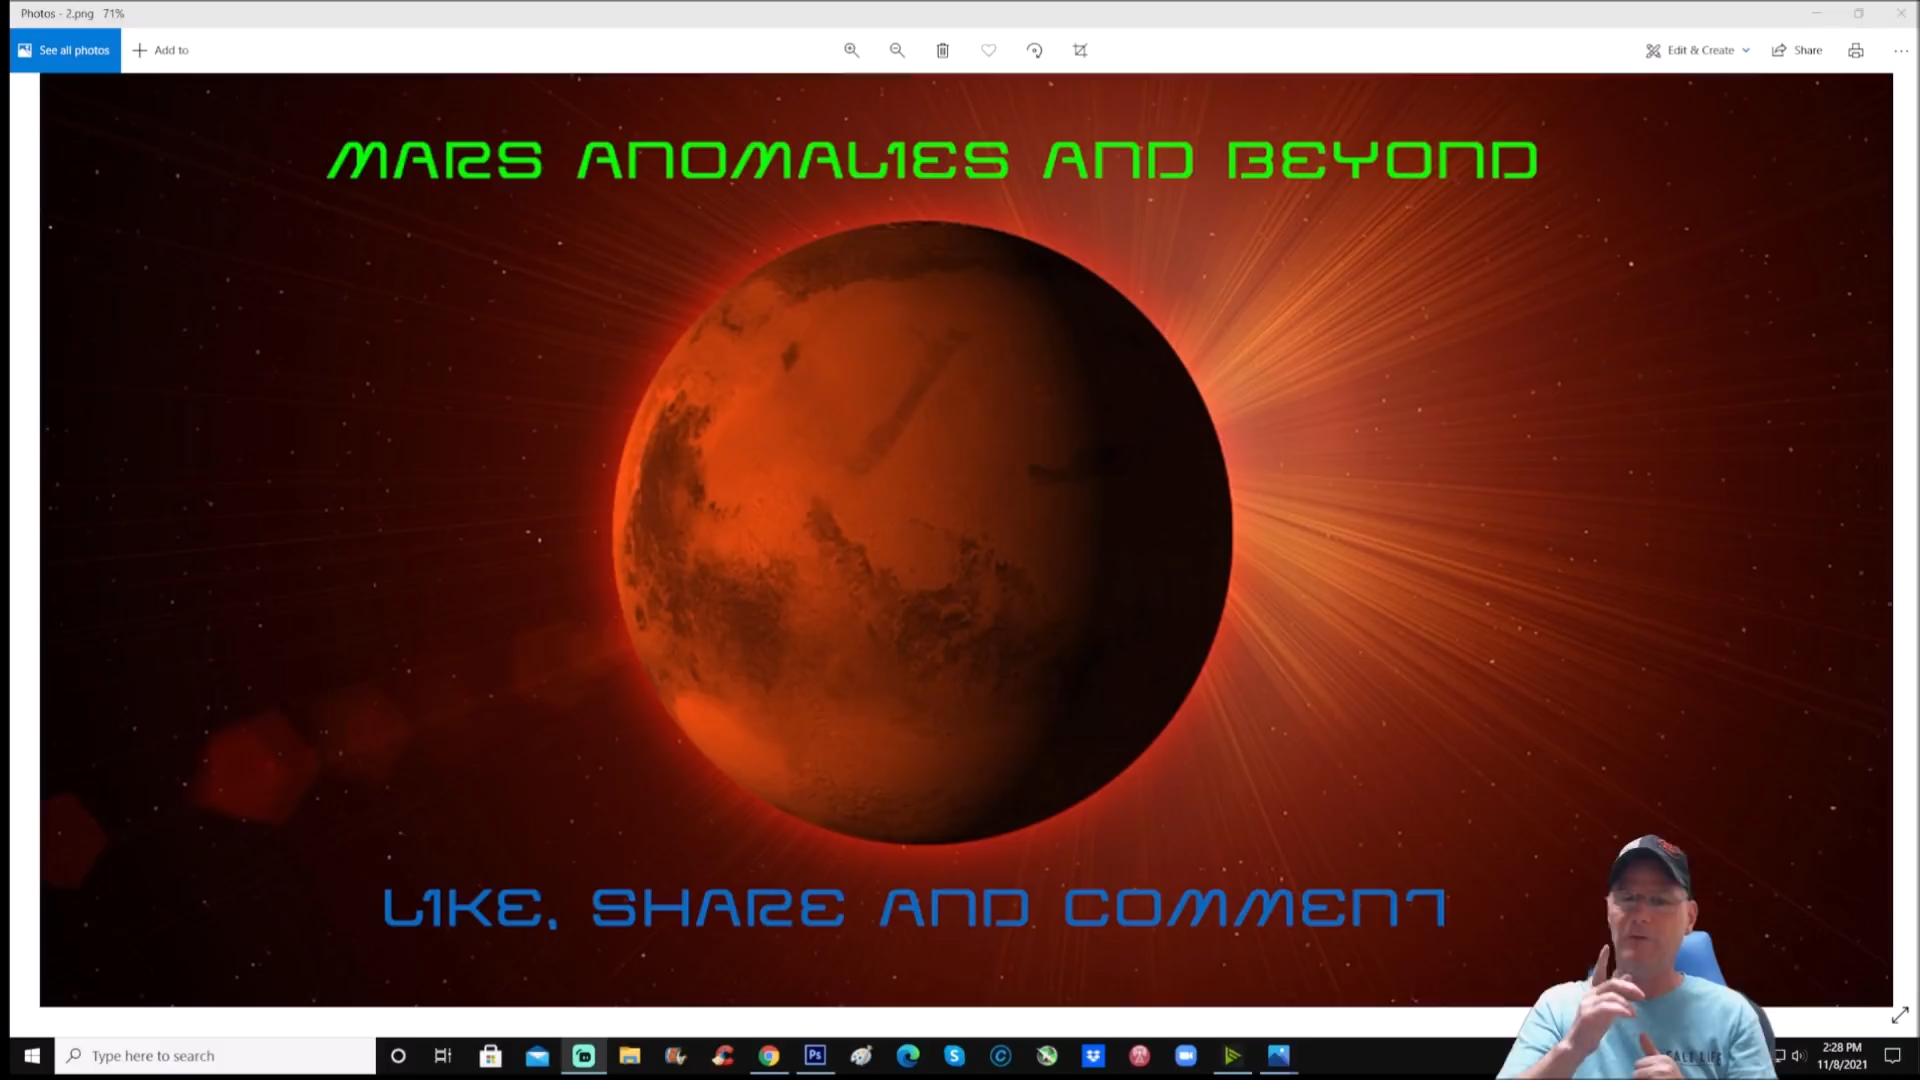 Photos - 2.png 71%
See all photos
Add to
Edit & Create
Share
MARS ANOMALIES AND BEYOND
LIKE, SHARE AND COMMENT
Type here to search
Ps
2:28 PM
11/8/2021